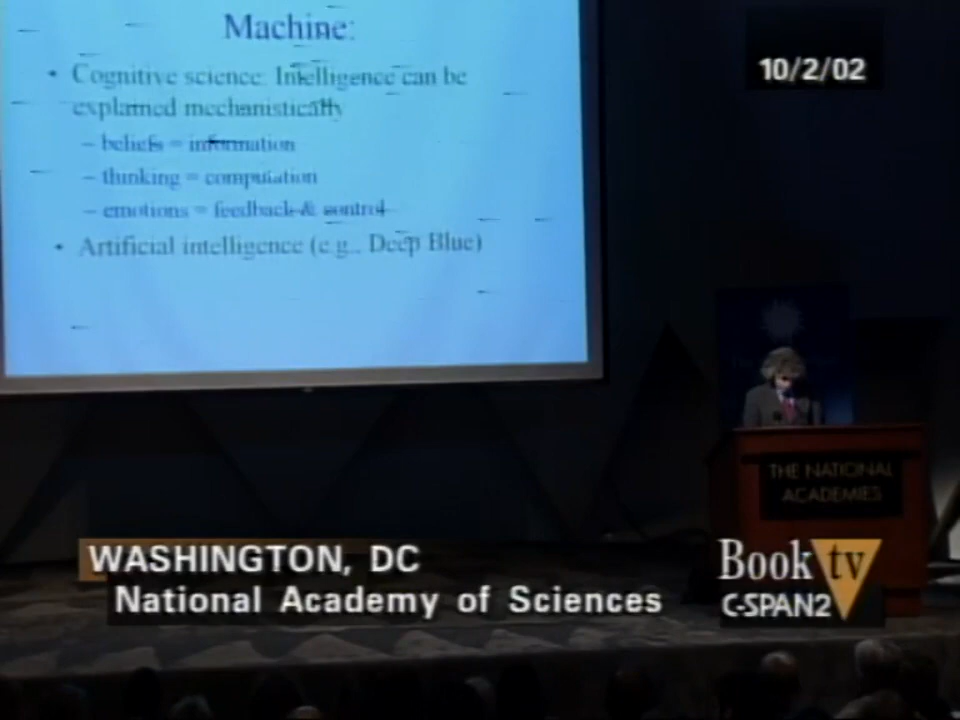 Machine:
• Cognitive science: Intelligence can be
explained mechanistically
– beliefs = information
– thinking = computation
– emotions = feedback & control
• Artificial intelligence (e.g., Deep Blue)
10/2/02
THE NATIONAL
ACADEMIES
WASHINGTON, DC
National Academy of Sciences
Book tv
C-SPAN2